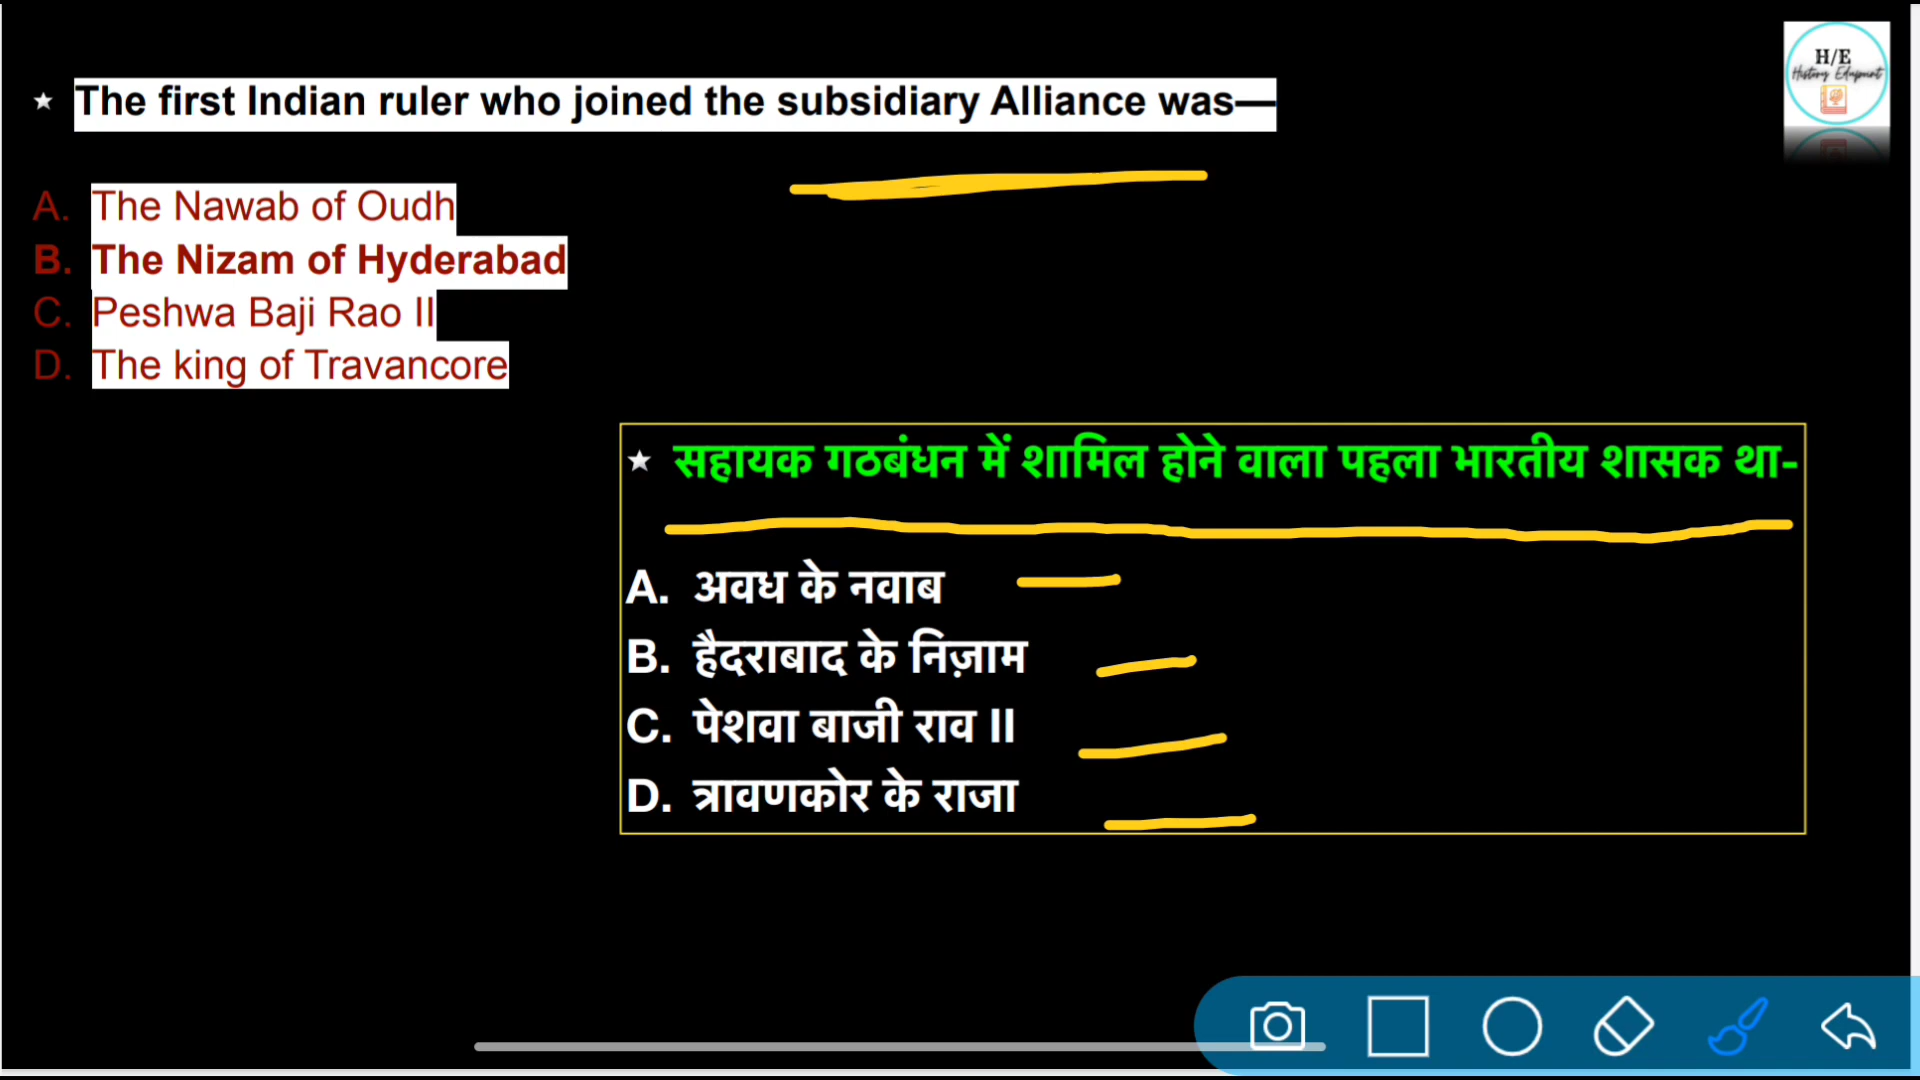 H/E
History Edupoint
★ The first Indian ruler who joined the subsidiary Alliance was—
A. The Nawab of Oudh
B. The Nizam of Hyderabad
C. Peshwa Baji Rao II
D. The king of Travancore
★ सहायक गठबंधन में शामिल होने वाला पहला भारतीय शासक था-
A. अवध के नवाब
B. हैदराबाद के निज़ाम
C. पेशवा बाजी राव II
D. त्रावणकोर के राजा